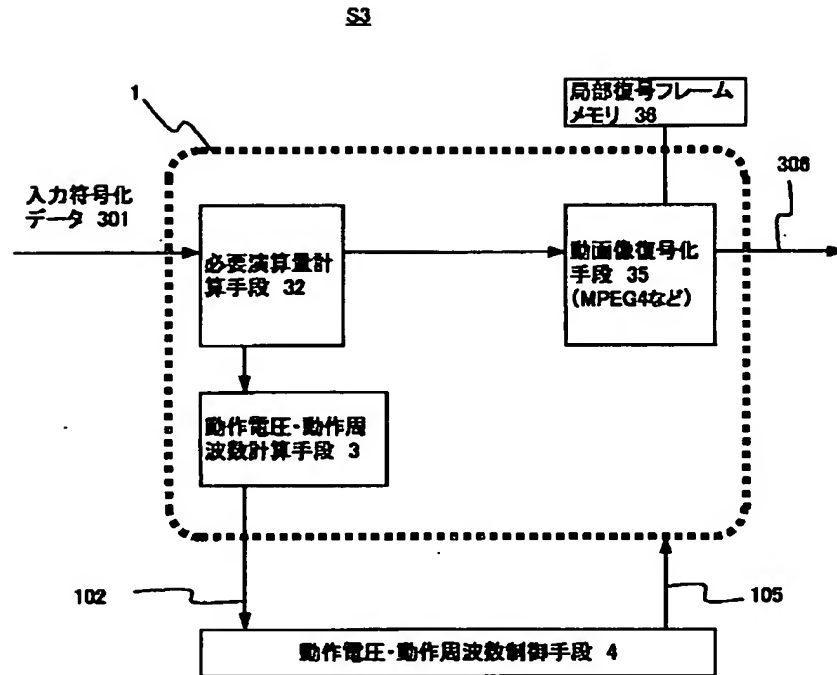 S3
1
局部復号フレーム
メモリ 36
306
入力符号化
データ 301
必要演算量計
算手段 32
動画像復号化
手段 35
(MPEG4など)
動作電圧・動作周
波数計算手段 3
102
105
動作電圧・動作周波数制御手段 4